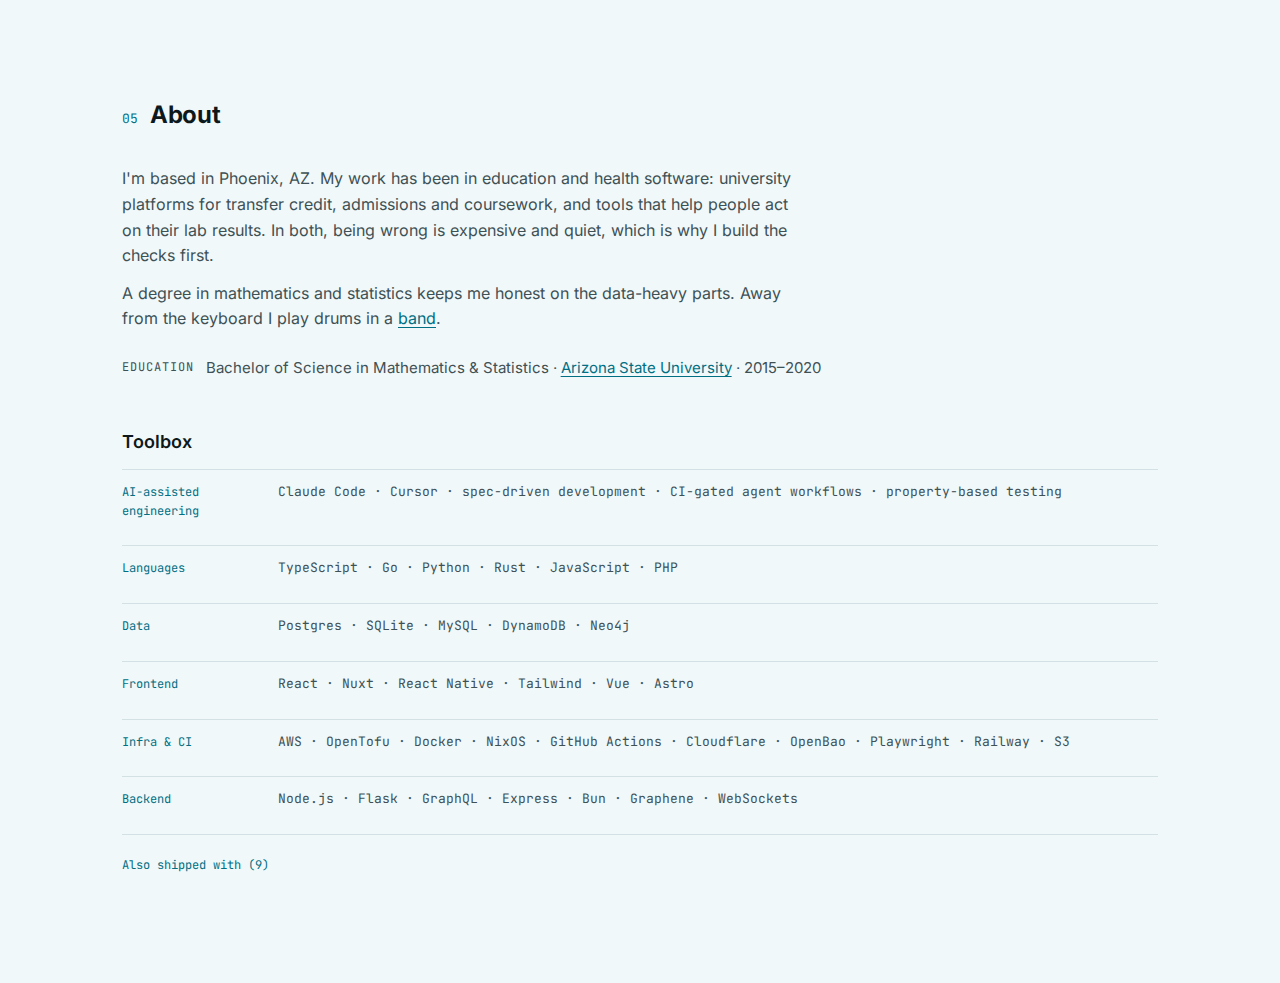 05 About
I'm based in Phoenix, AZ. My work has been in education and health software: university
platforms for transfer credit, admissions and coursework, and tools that help people act
on their lab results. In both, being wrong is expensive and quiet, which is why I build the
checks first.
A degree in mathematics and statistics keeps me honest on the data-heavy parts. Away
from the keyboard I play drums in a band.
EDUCATION Bachelor of Science in Mathematics & Statistics · Arizona State University · 2015–2020
Toolbox
AI-assisted
engineering
Claude Code · Cursor · spec-driven development · CI-gated agent workflows · property-based testing
Languages
TypeScript · Go · Python · Rust · JavaScript · PHP
Data
Postgres · SQLite · MySQL · DynamoDB · Neo4j
Frontend
React · Nuxt · React Native · Tailwind · Vue · Astro
Infra & CI
AWS · OpenTofu · Docker · NixOS · GitHub Actions · Cloudflare · OpenBao · Playwright · Railway · S3
Backend
Node.js · Flask · GraphQL · Express · Bun · Graphene · WebSockets
Also shipped with (9)